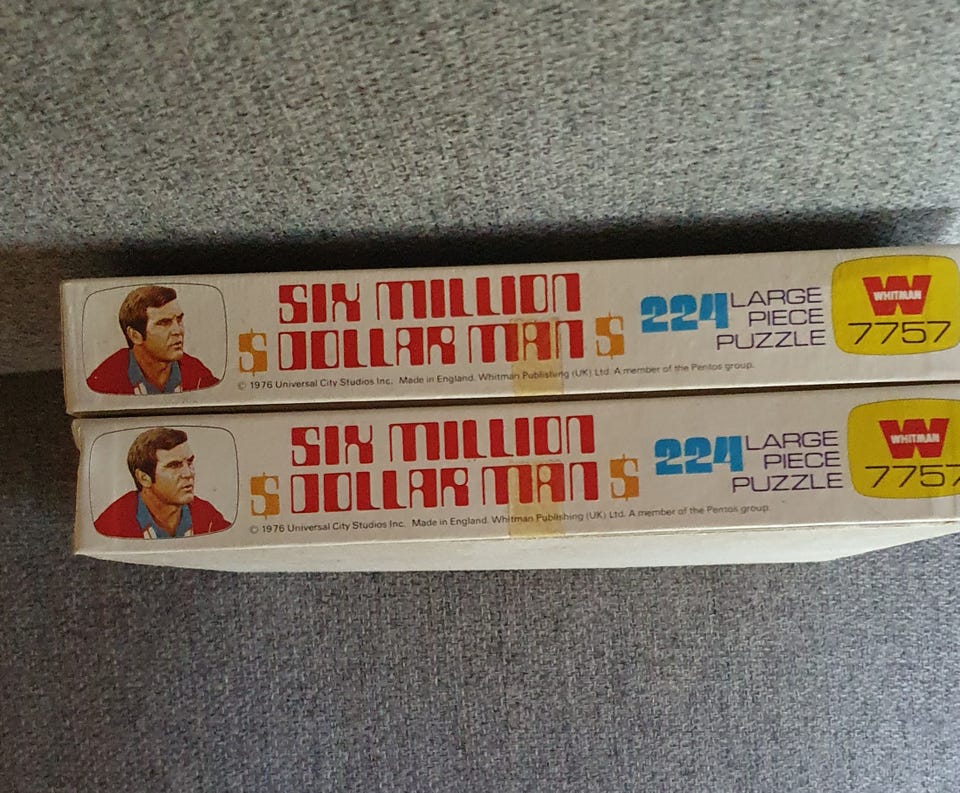 SIX MILLION
$ DOLLAR MAN $
224 LARGE
PIECE
PUZZLE
WHITMAN
7757
© 1976 Universal City Studios Inc. Made in England. Whitman Publishing (UK) Ltd. A member of the Pentos group.
SIX MILLION
$ DOLLAR MAN $
224 LARGE
PIECE
PUZZLE
WHITMAN
7757
© 1976 Universal City Studios Inc. Made in England. Whitman Publishing (UK) Ltd. A member of the Pentos group.